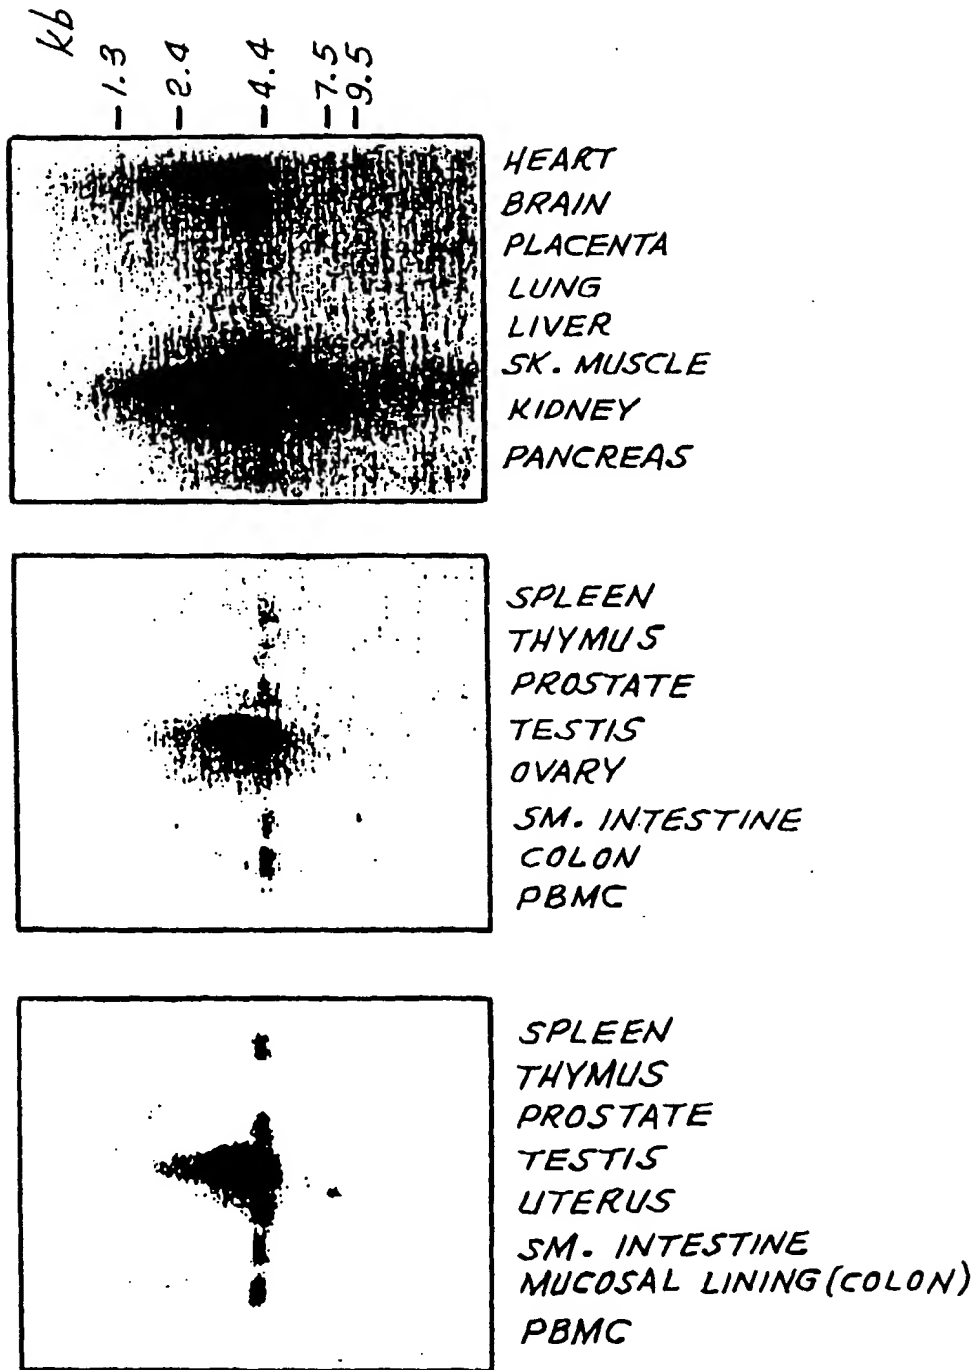 kb
-1.3
-2.4
-4.4
-7.5
-9.5
HEART
BRAIN
PLACENTA
LUNG
LIVER
SK. MUSCLE
KIDNEY
PANCREAS
SPLEEN
THYMUS
PROSTATE
TESTIS
OVARY
SM. INTESTINE
COLON
PBMC
SPLEEN
THYMUS
PROSTATE
TESTIS
UTERUS
SM. INTESTINE
MUCOSAL LINING (COLON)
PBMC